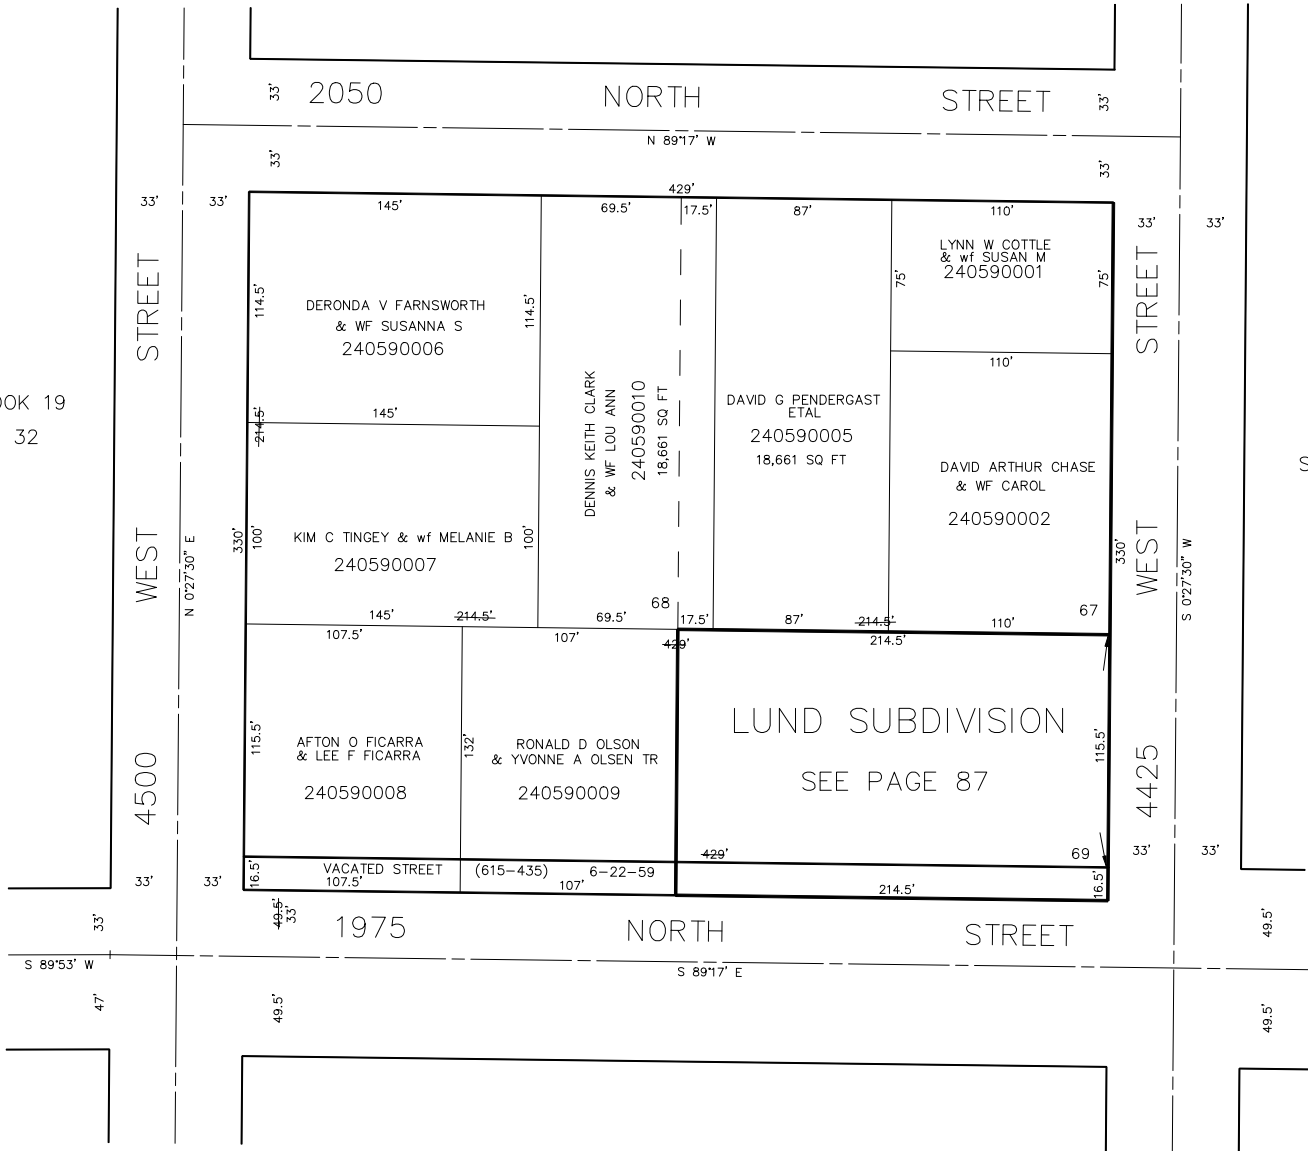 33' 2050 NORTH STREET 33'
N 89°17' W
33' 33'
429'
33' 33' 145' 69.5' 17.5' 87' 110' 33' 33'
STREET
WEST
4500
N 0°27'30" E
114.5'
DERONDA V FARNSWORTH
& WF SUSANNA S
240590006
114.5'
214.5'
145'
330'
100'
KIM C TINGEY & wf MELANIE B
240590007
100'
145' 214.5'
DENNIS KEITH CLARK
& WF LOU ANN
240590010
18,661 SQ FT
68
69.5' 17.5'
DAVID G PENDERGAST
ETAL
240590005
18,661 SQ FT
87' 214.5'
LYNN W COTTLE
& wf SUSAN M
240590001
75' 75'
110'
DAVID ARTHUR CHASE
& WF CAROL
240590002
67
110'
330'
STREET
WEST
4425
S 0°27'30" W
OOK 19
32
S
107.5' 107' 429' 214.5'
115.5'
AFTON O FICARRA
& LEE F FICARRA
240590008
132'
RONALD D OLSON
& YVONNE A OLSEN TR
240590009
LUND SUBDIVISION
SEE PAGE 87
115.5'
429' 69
33' 33' 33' 33'
16.5' VACATED STREET (615-435) 6-22-59
107.5' 107' 214.5' 16.5'
33' 49.5' 33' 1975 NORTH STREET 49.5'
S 89°53' W S 89°17' E
47' 49.5' 49.5'